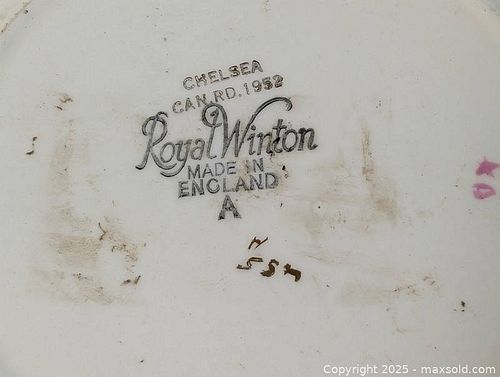 CHELSEA
CAN. RD. 1952
Royal Winton
MADE IN
ENGLAND
A
Copyright 2025 - maxsold.com